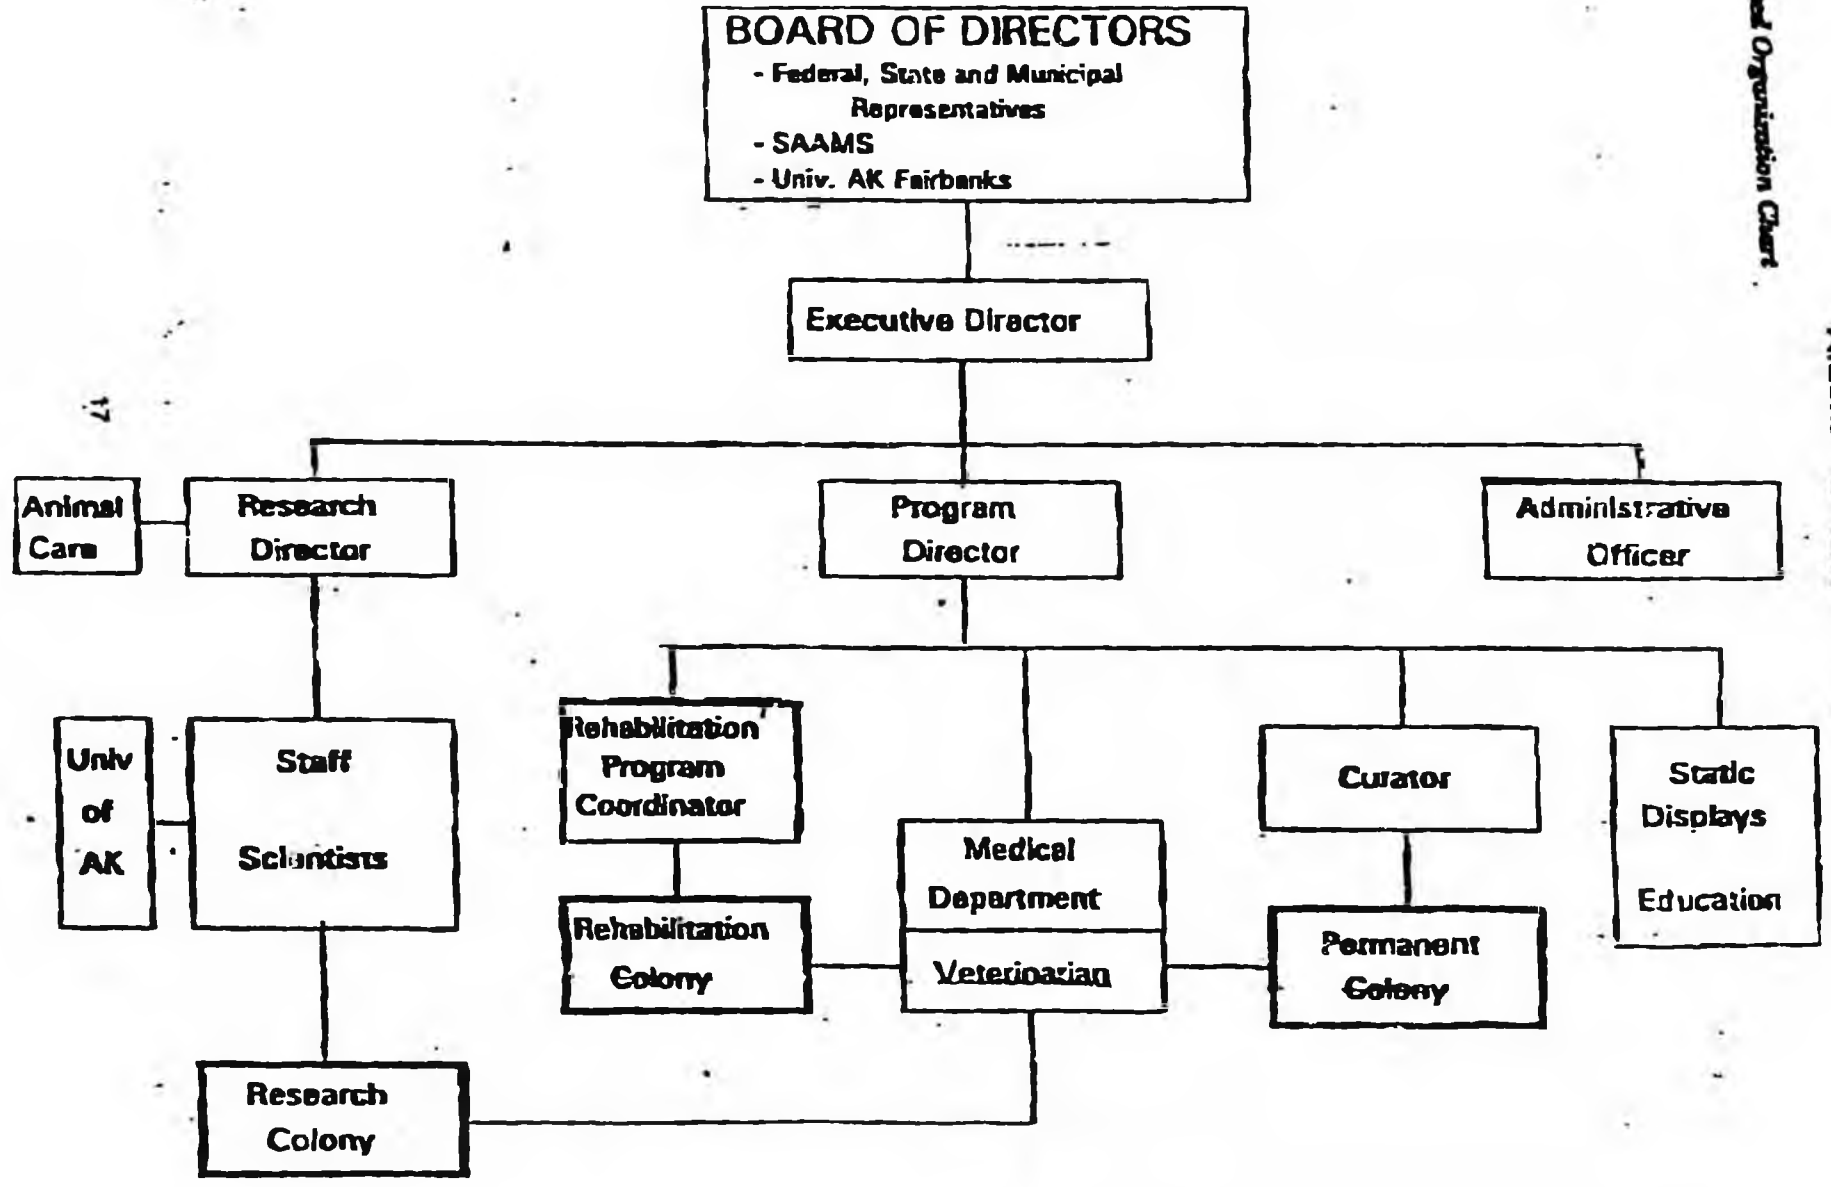 BOARD OF DIRECTORS
- Federal, State and Municipal
Representatives
- SAAMS
- Univ. AK Fairbanks
Organization Chart
Executive Director
17
Animal
Care
Research
Director
Program
Director
Administrative
Officer
Univ
of
AK
Staff
Scientists
Rehabilitation
Program
Coordinator
Rehabilitation
Colony
Medical
Department
Veterinarian
Curator
Permanent
Colony
Static
Displays
Education
Research
Colony